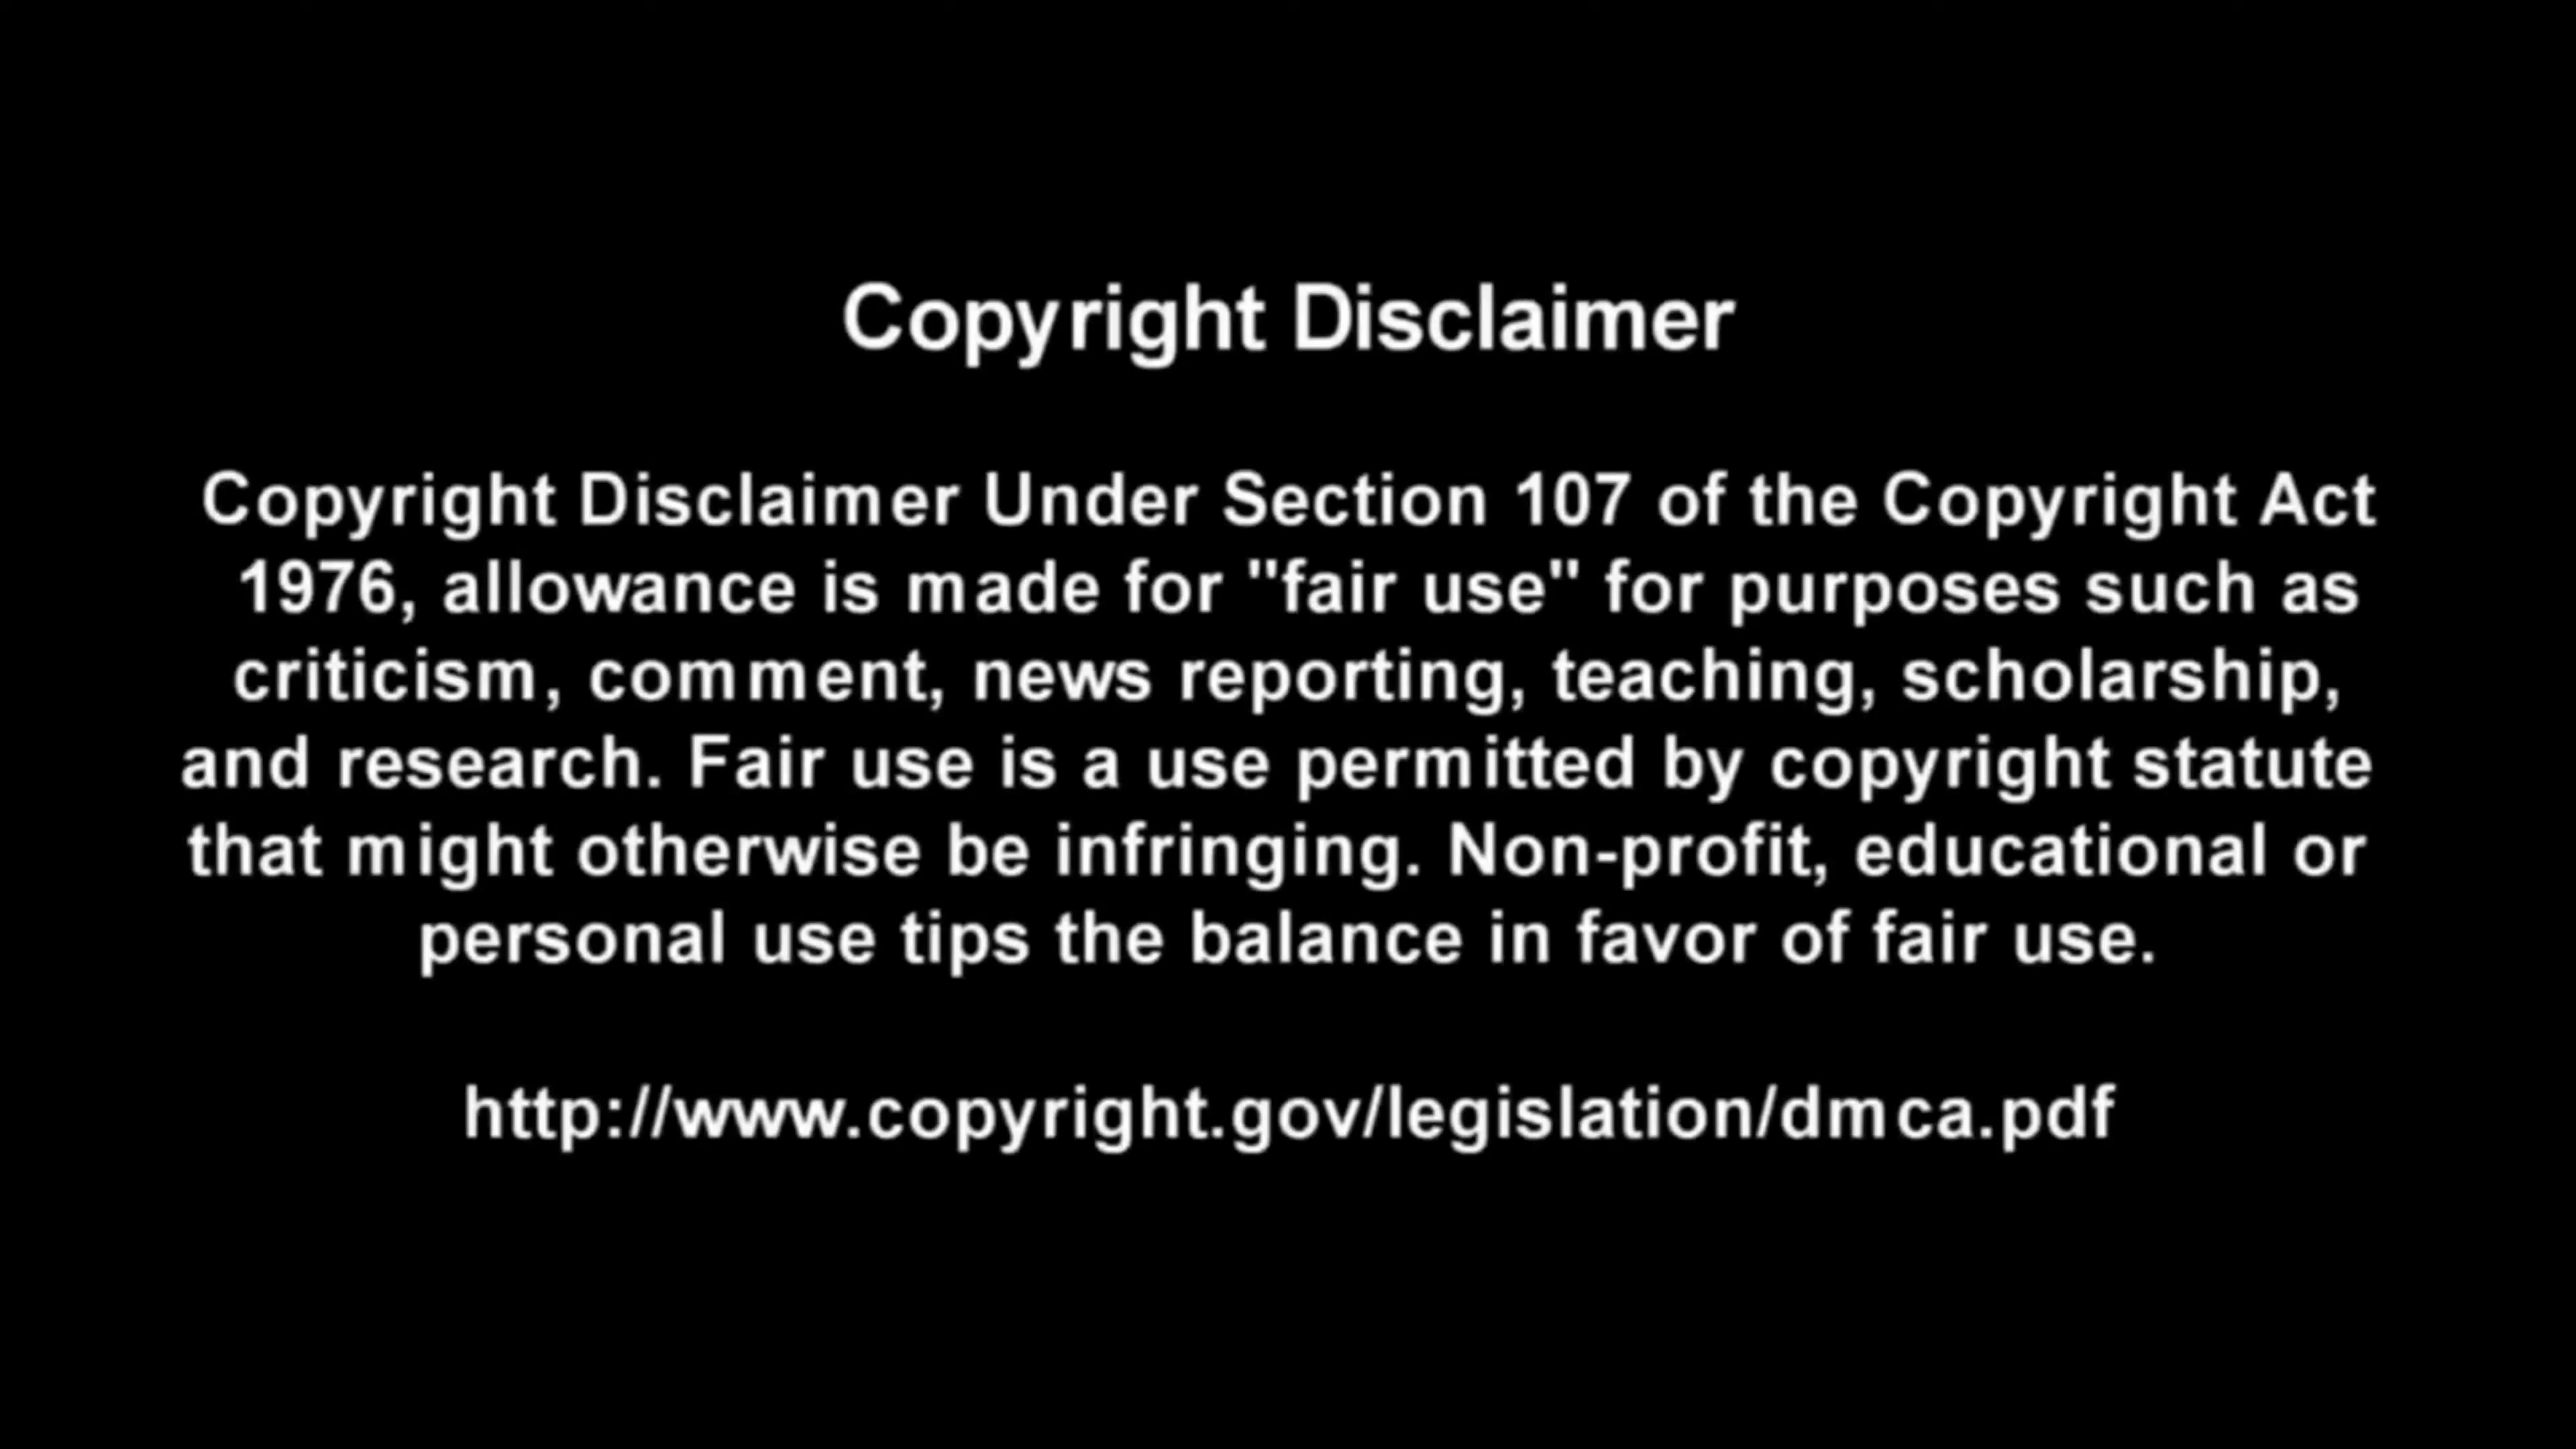 Copyright Disclaimer
Copyright Disclaimer Under Section 107 of the Copyright Act
1976, allowance is made for "fair use" for purposes such as
criticism, comment, news reporting, teaching, scholarship,
and research. Fair use is a use permitted by copyright statute
that might otherwise be infringing. Non-profit, educational or
personal use tips the balance in favor of fair use.
http://www.copyright.gov/legislation/dmca.pdf